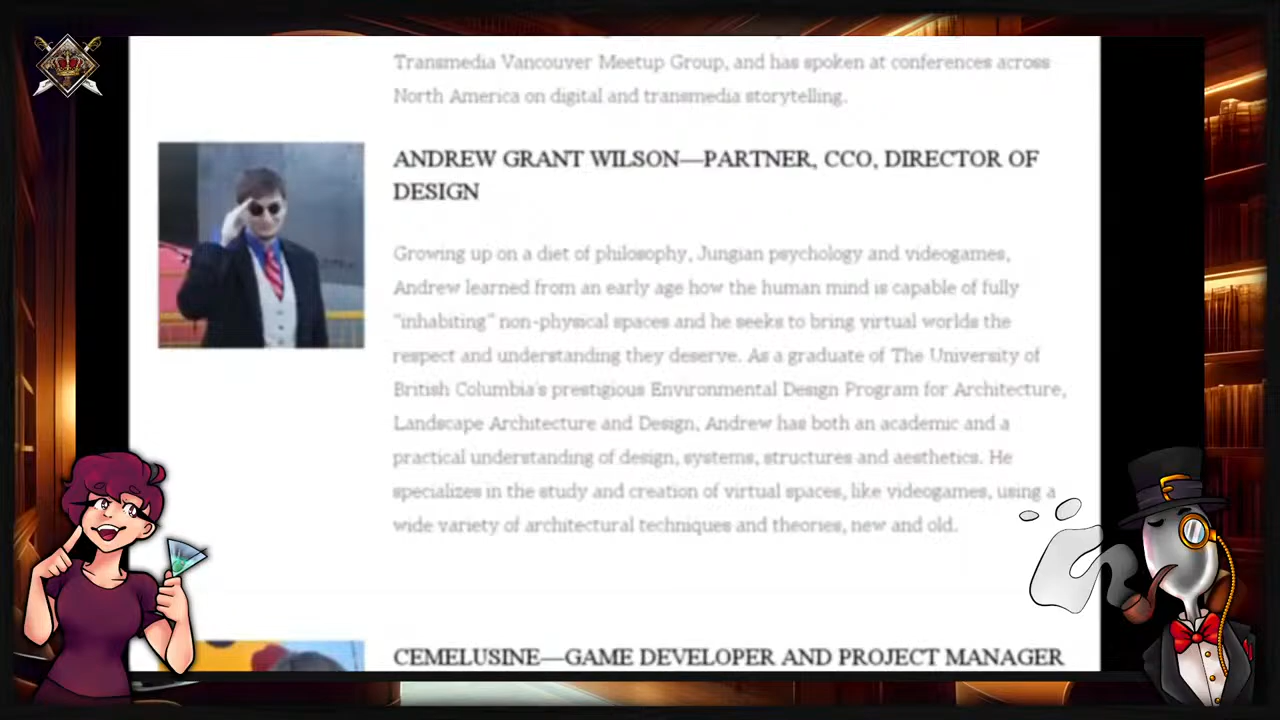 Transmedia Vancouver Meetup Group, and has spoken at conferences across
North America on digital and transmedia storytelling.
ANDREW GRANT WILSON—PARTNER, CCO, DIRECTOR OF
DESIGN
Growing up on a diet of philosophy, Jungian psychology and videogames,
Andrew learned from an early age how the human mind is capable of fully
"inhabiting" non-physical spaces and he seeks to bring virtual worlds the
respect and understanding they deserve. As a graduate of The University of
British Columbia's prestigious Environmental Design Program for Architecture,
Landscape Architecture and Design, Andrew has both an academic and a
practical understanding of design, systems, structures and aesthetics. He
specializes in the study and creation of virtual spaces, like videogames, using a
wide variety of architectural techniques and theories, new and old.
CEMELUSINE—GAME DEVELOPER AND PROJECT MANAGER